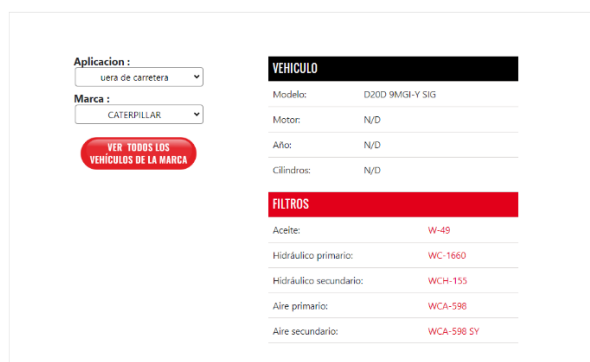 Aplicacion :
uera de carretera
Marca :
CATERPILLAR
VER TODOS LOS
VEHÍCULOS DE LA MARCA
VEHICULO
Modelo: D20D 9MGI-Y SIG
Motor: N/D
Año: N/D
Cilindros: N/D
FILTROS
Aceite: W-49
Hidráulico primario: WC-1660
Hidráulico secundario: WCH-155
Aire primario: WCA-598
Aire secundario: WCA-598 SY